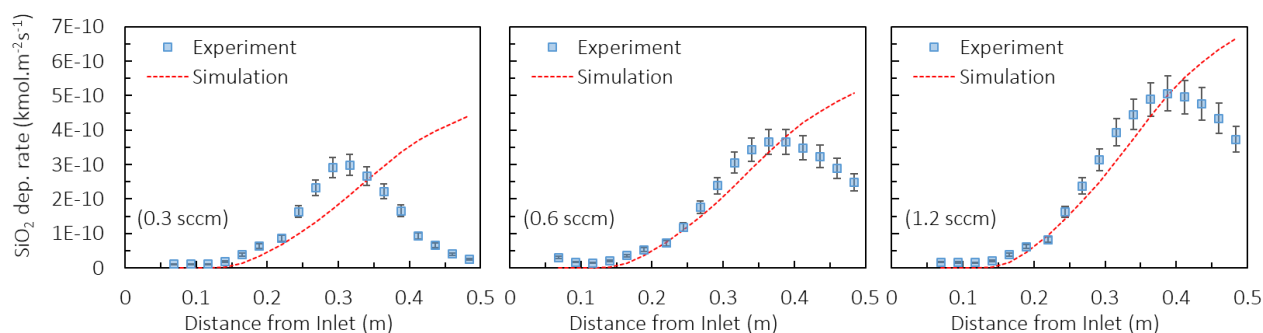 SiO₂ dep. rate (kmol.m⁻²s⁻¹)
7E-10
6E-10
5E-10
4E-10
3E-10
2E-10
1E-10
0
Experiment
Simulation
(0.3 sccm)
0 0.1 0.2 0.3 0.4 0.5
Distance from Inlet (m)
Experiment
Simulation
(0.6 sccm)
0 0.1 0.2 0.3 0.4 0.5
Distance from Inlet (m)
Experiment
Simulation
(1.2 sccm)
0 0.1 0.2 0.3 0.4 0.5
Distance from Inlet (m)